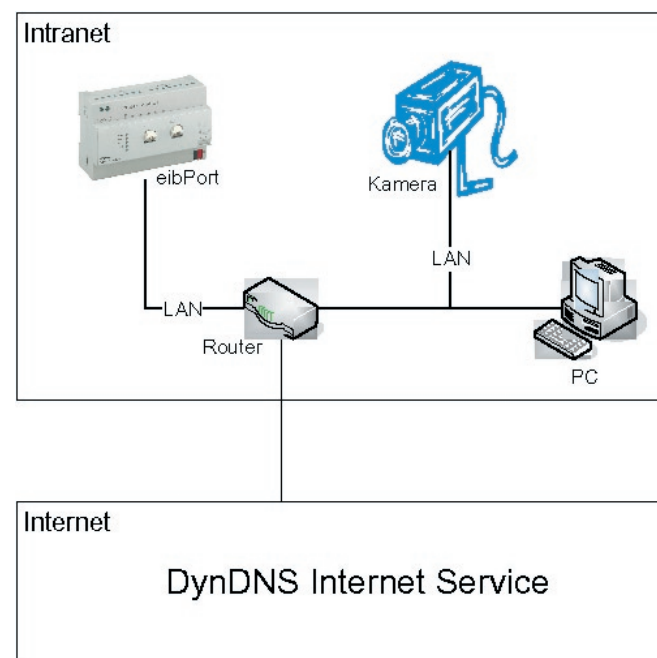 Intranet
eibPort
Kamera
LAN
LAN
Router
PC
Internet
DynDNS Internet Service